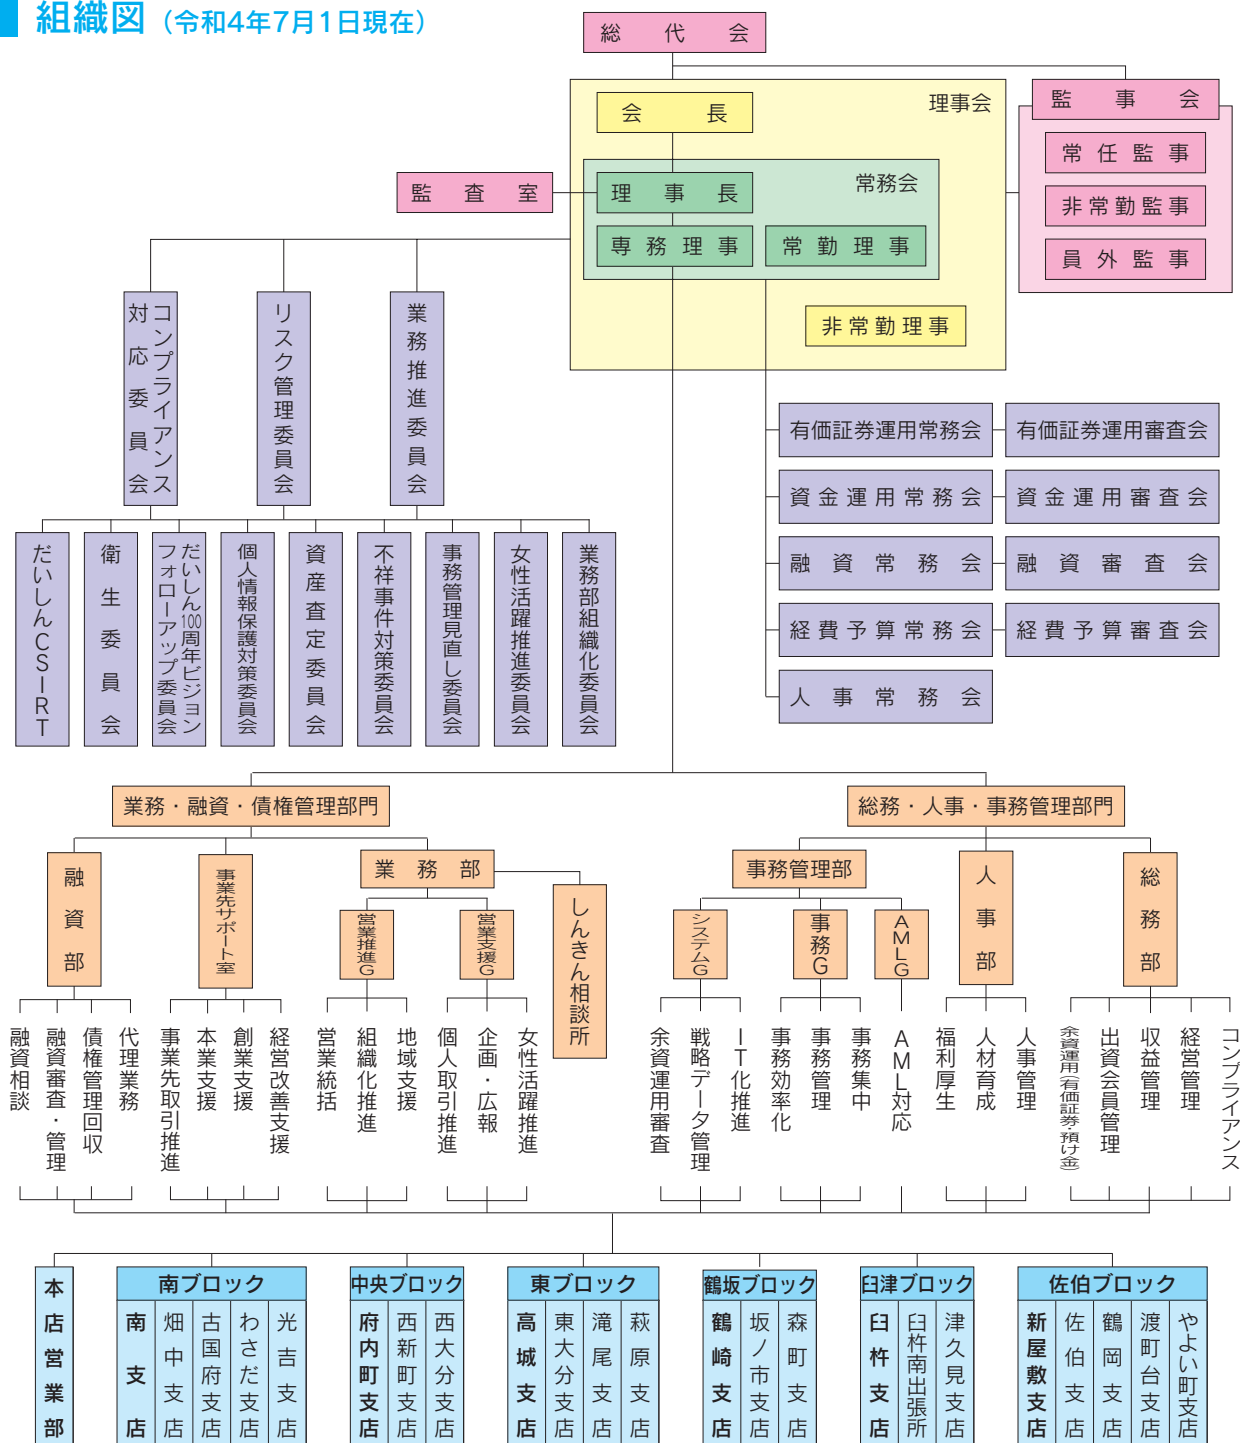 組織図（令和4年7月1日現在）
総代会
理事会
会長
常務会
理事長
専務理事
常勤理事
非常勤理事
監査室
監事会
常任監事
非常勤監事
員外監事
コンプライアンス
対応委員会
リスク管理委員会
業務推進委員会
有価証券運用常務会
有価証券運用審査会
資金運用常務会
資金運用審査会
融資常務会
融資審査会
経費予算常務会
経費予算審査会
人事常務会
だいしんCSIRT
衛生委員会
だいしん100周年ビジョン
フォローアップ委員会
個人情報保護対策委員会
資産査定委員会
不祥事件対策委員会
事務管理見直し委員会
女性活躍推進委員会
業務部組織化委員会
業務・融資・債権管理部門
総務・人事・事務管理部門
融資部
事業先サポート室
業務部
営業推進G
営業支援G
しんきん相談所
事務管理部
システムG
事務G
AMLG
人事部
総務部
融資相談
融資審査・管理
債権管理回収
代理業務
事業先取引推進
本業支援
創業支援
経営改善支援
営業統括
組織化推進
地域支援
個人取引推進
企画・広報
女性活躍推進
余資運用審査
戦略データ管理
IT化推進
事務効率化
事務管理
事務集中
AML対応
福利厚生
人材育成
人事管理
余資運用（有価証券・預け金）
出資会員管理
収益管理
経営管理
コンプライアンス
本店営業部
南ブロック
南支店
畑中支店
古国府支店
わさだ支店
光吉支店
中央ブロック
府内町支店
西新町支店
西大分支店
東ブロック
高城支店
東大分支店
滝尾支店
萩原支店
鶴坂ブロック
鶴崎支店
坂ノ市支店
森町支店
臼津ブロック
臼杵支店
臼杵南出張所
津久見支店
佐伯ブロック
新屋敷支店
佐伯支店
鶴岡支店
渡町台支店
やよい町支店